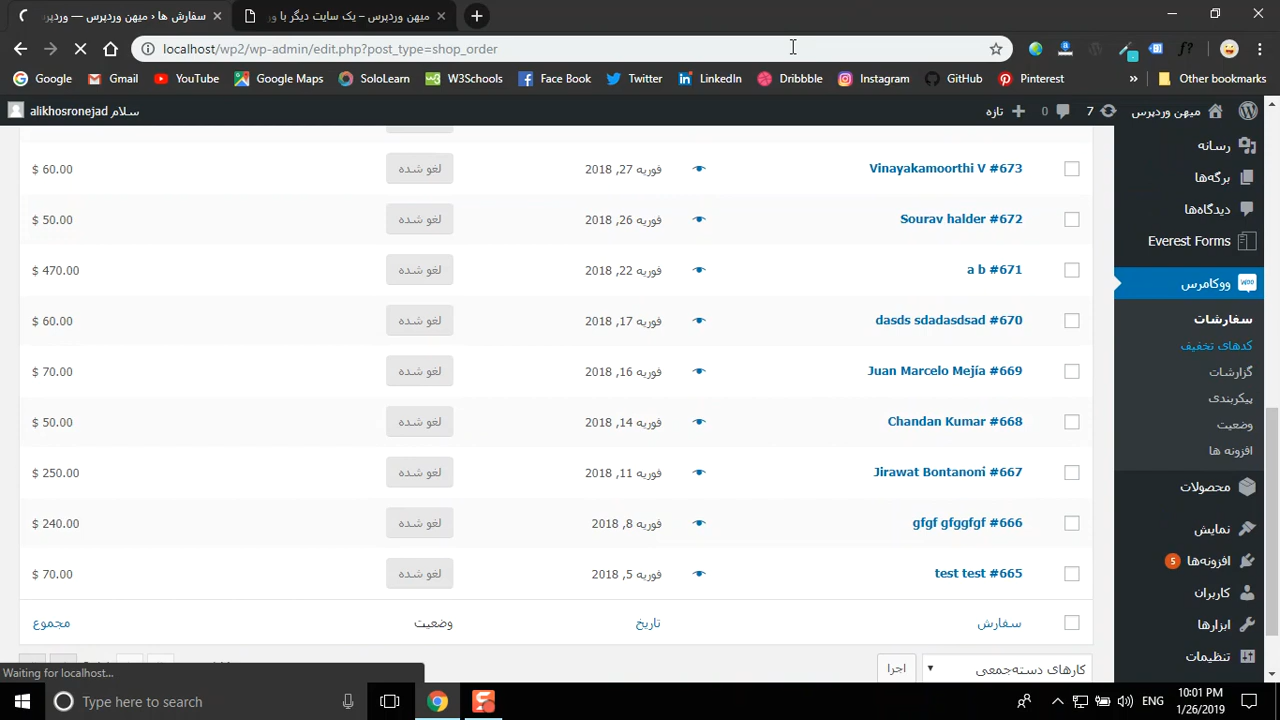 سفارش ها ‹ میهن وردپرس — وردپر
میهن وردپرس – یک سایت دیگر با ور
localhost/wp2/wp-admin/edit.php?post_type=shop_order
Google Gmail YouTube Google Maps SoloLearn W3Schools Face Book Twitter LinkedIn Dribbble Instagram GitHub Pinterest » Other bookmarks
میهن وردپرس 7 0 تازه
سلام alikhosronejad
Vinayakamoorthi V #673 فوریه 27, 2018 لغو شده $ 60.00
Sourav halder #672 فوریه 26, 2018 لغو شده $ 50.00
a b #671 فوریه 22, 2018 لغو شده $ 470.00
dasds sdadasdsad #670 فوریه 17, 2018 لغو شده $ 60.00
Juan Marcelo Mejía #669 فوریه 16, 2018 لغو شده $ 70.00
Chandan Kumar #668 فوریه 14, 2018 لغو شده $ 50.00
Jirawat Bontanoni #667 فوریه 11, 2018 لغو شده $ 250.00
gfgf gfggfgf #666 فوریه 8, 2018 لغو شده $ 240.00
test test #665 فوریه 5, 2018 لغو شده $ 70.00
سفارش تاریخ وضعیت مجموع
کارهای دسته‌جمعی اجرا
رسانه
برگه‌ها
دیدگاه‌ها
Everest Forms
ووکامرس
سفارشات
کدهای تخفیف
گزارشات
پیکربندی
وضعیت
افزونه ها
محصولات
نمایش
افزونه‌ها 5
کاربران
ابزارها
تنظیمات
Waiting for localhost...
Type here to search
ENG
10:01 PM
1/26/2019